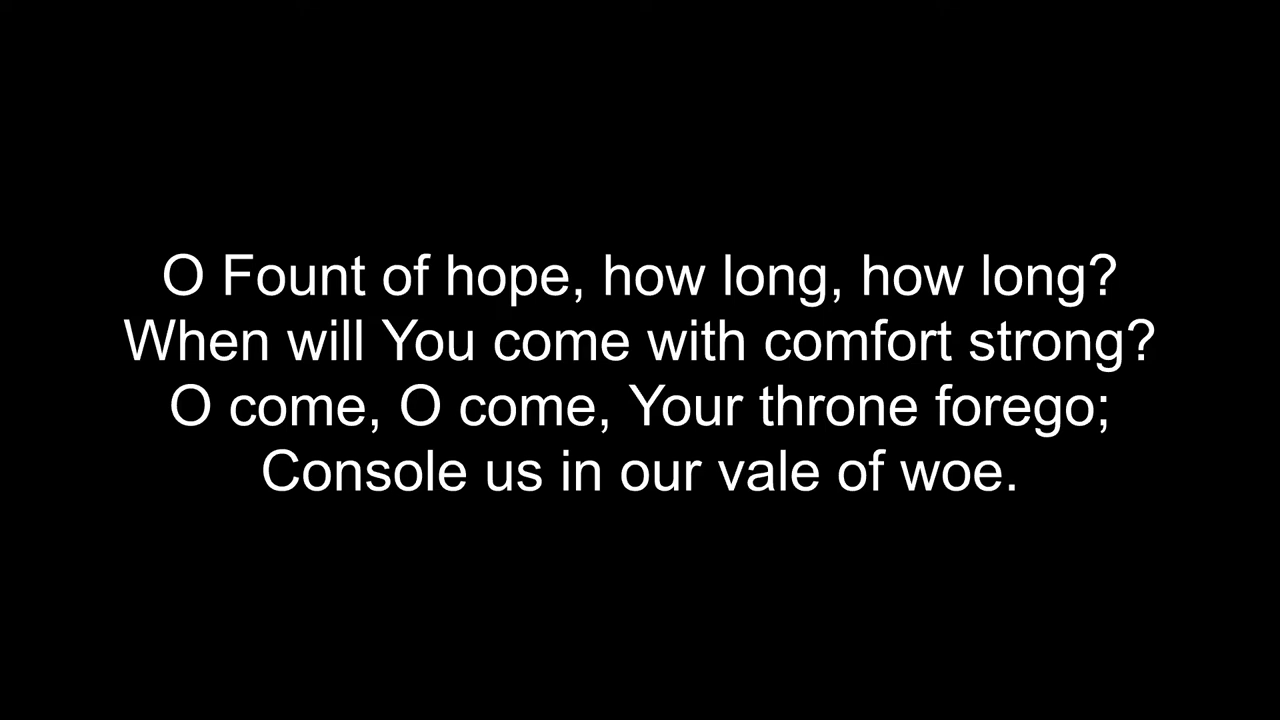 O Fount of hope, how long, how long?
When will You come with comfort strong?
O come, O come, Your throne forego;
Console us in our vale of woe.